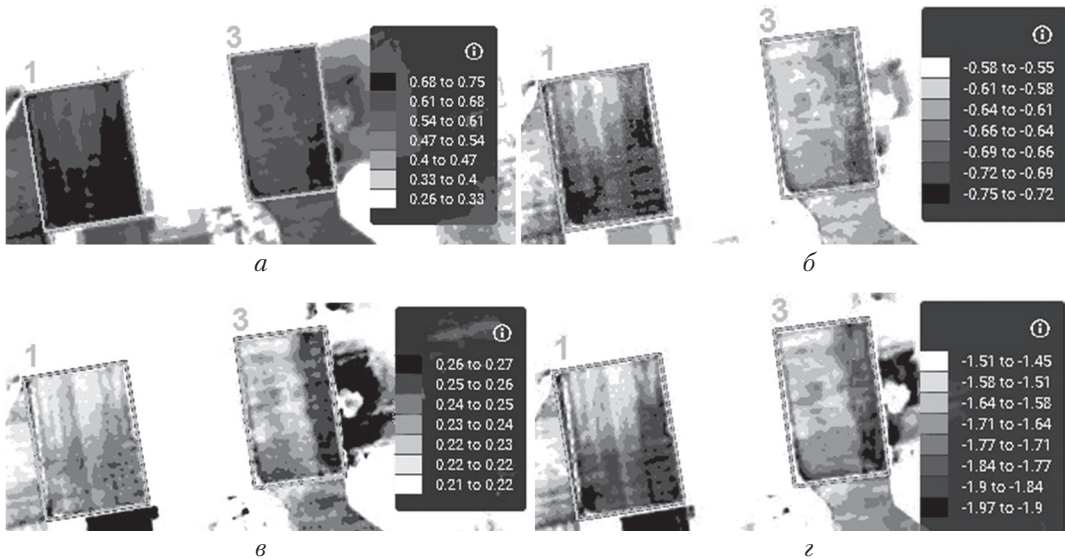 1
3
0.68 to 0.75
0.61 to 0.68
0.54 to 0.61
0.47 to 0.54
0.4 to 0.47
0.33 to 0.4
0.26 to 0.33
а
1
3
-0.58 to -0.55
-0.61 to -0.58
-0.64 to -0.61
-0.66 to -0.64
-0.69 to -0.66
-0.72 to -0.69
-0.75 to -0.72
б
1
3
0.26 to 0.27
0.25 to 0.26
0.24 to 0.25
0.23 to 0.24
0.22 to 0.23
0.22 to 0.22
0.21 to 0.22
в
1
3
-1.51 to -1.45
-1.58 to -1.51
-1.64 to -1.58
-1.71 to -1.64
-1.77 to -1.71
-1.84 to -1.77
-1.9 to -1.84
-1.97 to -1.9
г